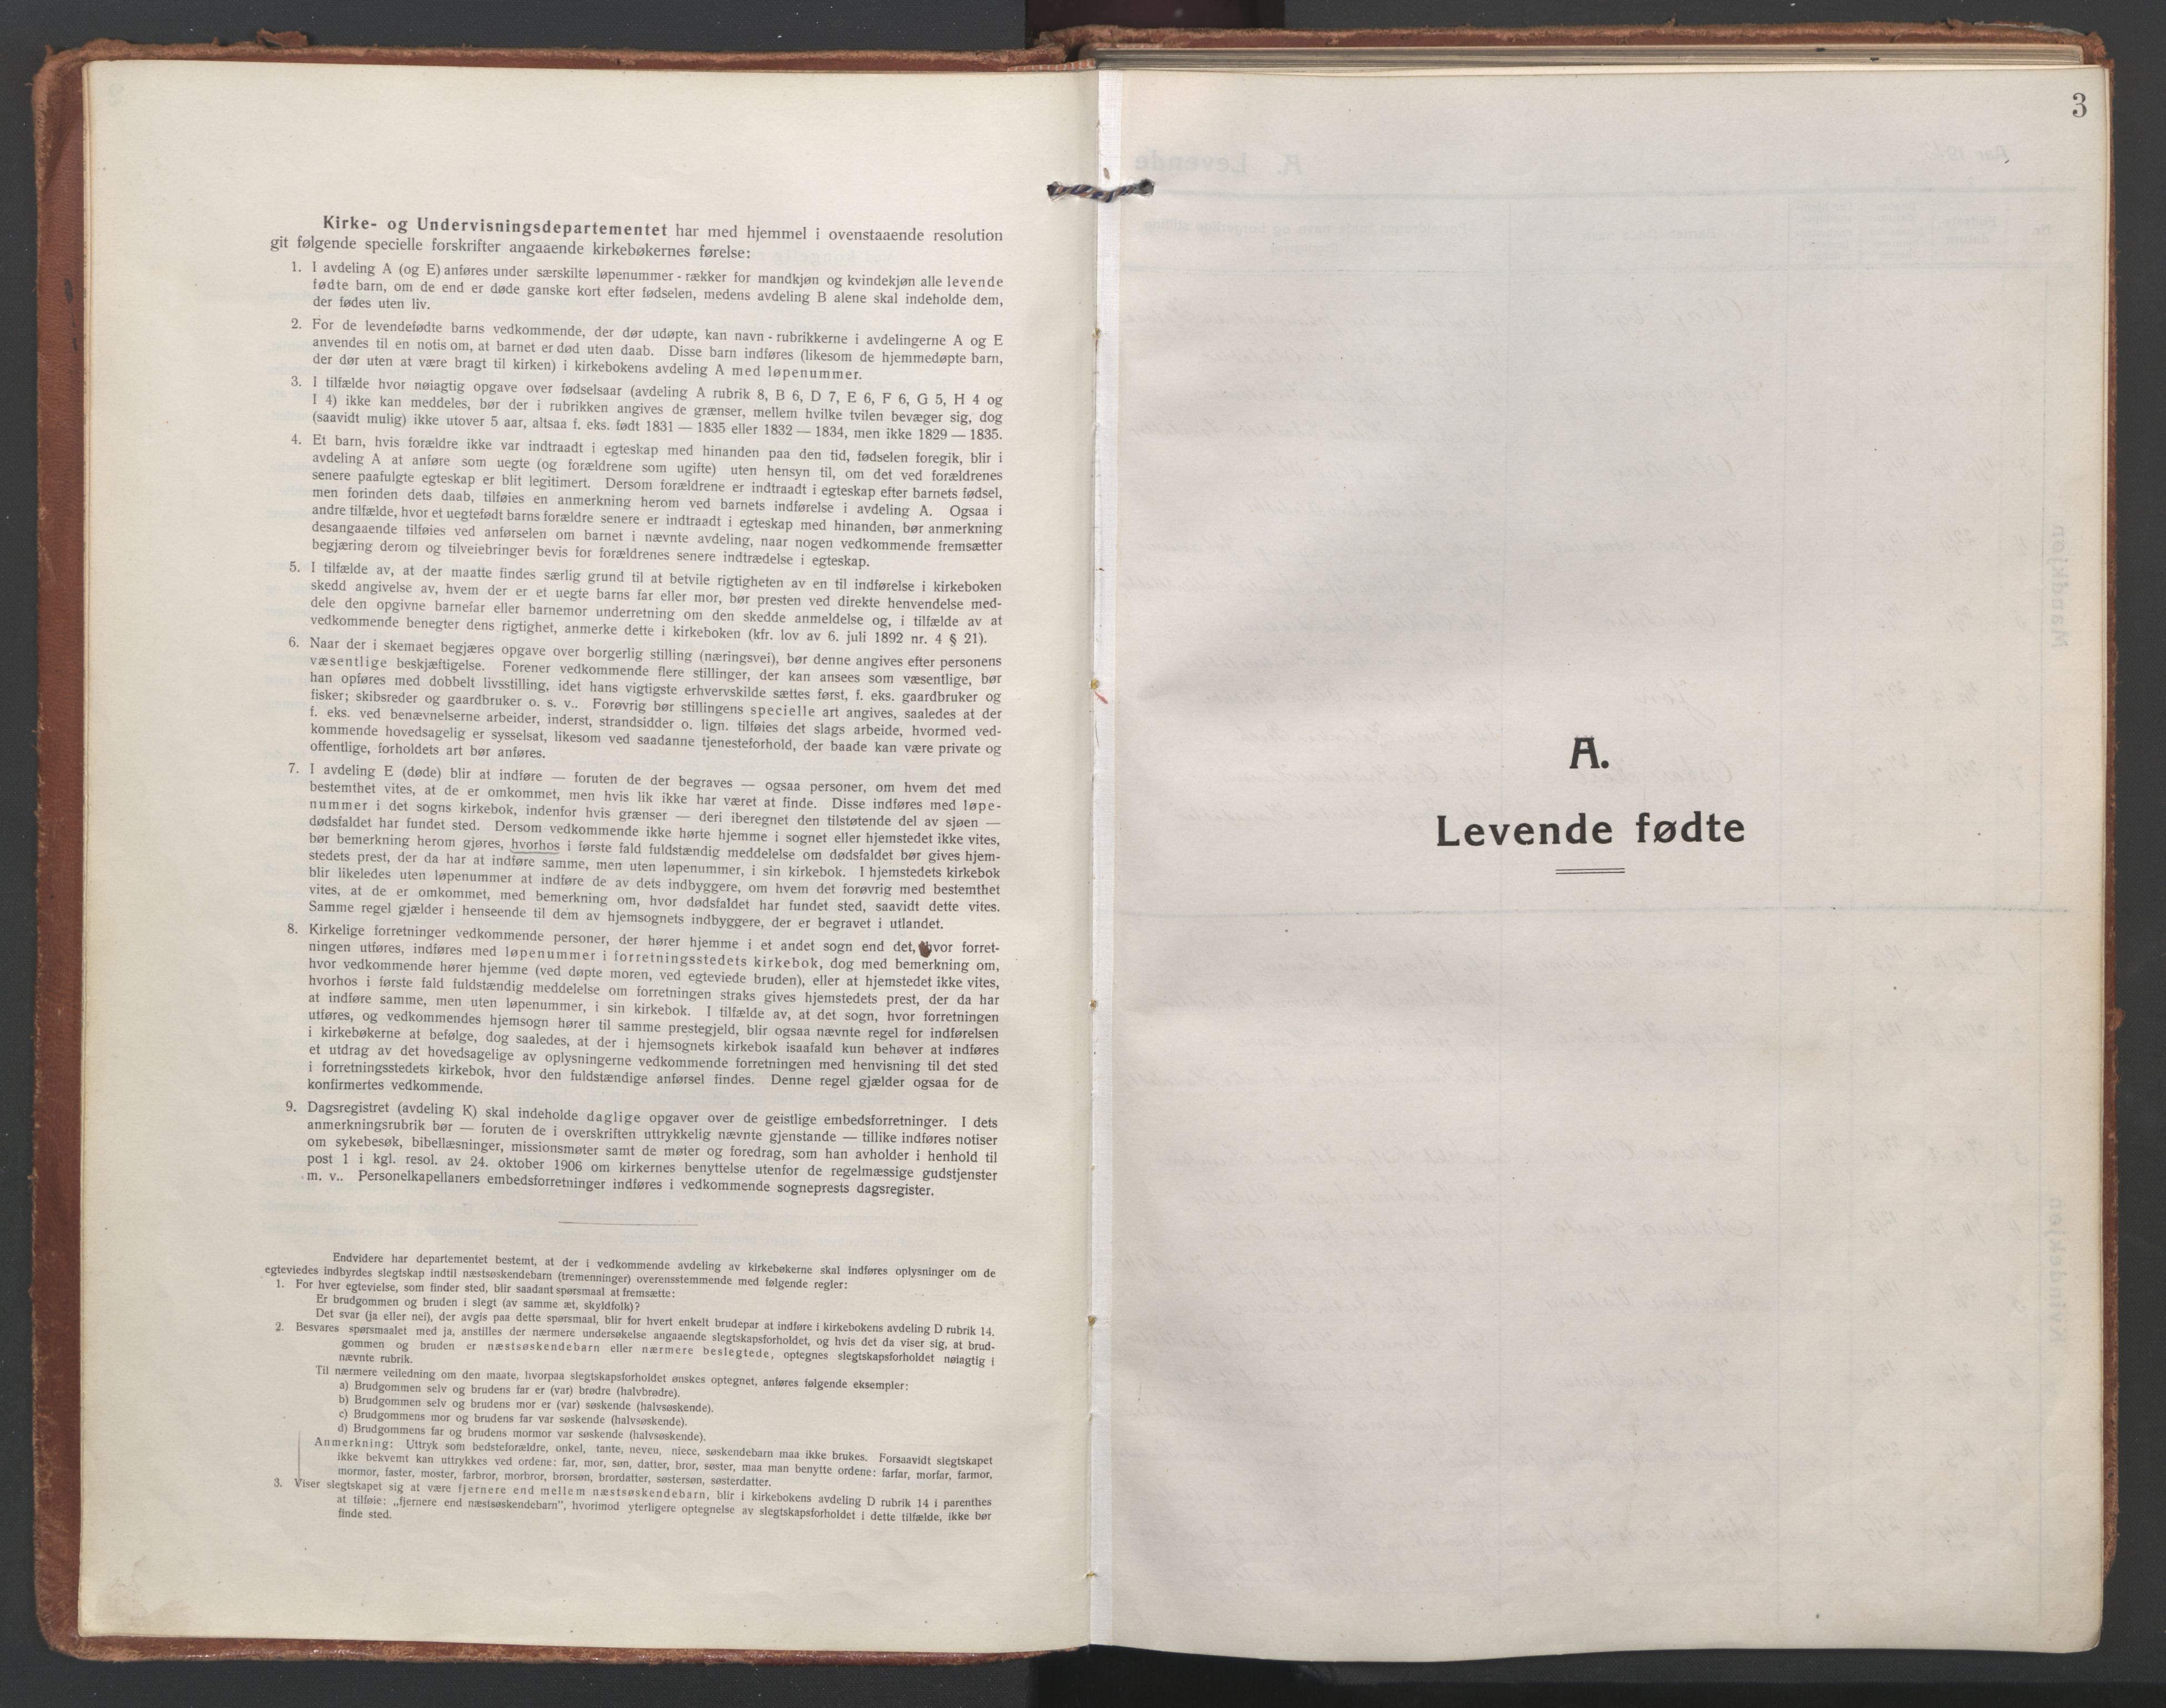 Kirke- og Undervisningsdepartementet har med hjemmel i ovenstaaende resolution
git følgende specielle forskrifter angaaende kirkebøkernes førelse:
1. I avdeling A (og E) anføres under særskilte løpenummer-rækker for mandkjøn og kvindekjøn alle levende
fødte barn, om de end er døde ganske kort efter fødselen, medens avdeling B alene skal indeholde dem,
der fødes uten liv.
2. For de levendefødte barns vedkommende, der dør udøpte, kan navn-rubrikkerne i avdelingerne A og E
anvendes til en notis om, at barnet er død uten daab. Disse barn indføres (likesom de hjemmedøpte barn,
der dør uten at være bragt til kirken) i kirkebokens avdeling A med løpenummer.
3. I tilfælde hvor nøiagtig opgave over fødselsaar (avdeling A rubrik 8, B 6, D 7, E 6, F 6, G 5, H 4 og
I 4) ikke kan meddeles, bør der i rubrikken angives de grænser, mellem hvilke tvilen bevæger sig, dog
(saavidt mulig) ikke utover 5 aar, altsaa f. eks. født 1831 — 1835 eller 1832 — 1834, men ikke 1829 — 1835.
4. Et barn, hvis forældre ikke var indtraadt i egteskap med hinanden paa den tid, fødselen foregik, blir i
avdeling A at anføre som uegte (og forældrene som ugifte) uten hensyn til, om det ved forældrenes
senere paafulgte egteskap er blit legitimert. Dersom forældrene er indtraadt i egteskap efter barnets fødsel,
men forinden dets daab, tilføies en anmerkning herom ved barnets indførelse i avdeling A. Ogsaa i
andre tilfælde, hvor et uegtefødt barns forældre senere er indtraadt i egteskap med hinanden, bør anmerkning
desangaaende tilføies ved anførselen om barnet i nævnte avdeling, naar nogen vedkommende fremsætter
begjæring derom og tilveiebringer bevis for forældrenes senere indtrædelse i egteskap.
5. I tilfælde av, at der maatte findes særlig grund til at betvile rigtigheten av en til indførelse i kirkeboken
skedd angivelse av, hvem der er et uegte barns far eller mor, bør presten ved direkte henvendelse med-
dele den opgivne barnefar eller barnemor underretning om den skedde anmeldelse og, i tilfælde av at
vedkommende benegter dens rigtighet, anmerke dette i kirkeboken (kfr. lov av 6. juli 1892 nr. 4 § 21).
6. Naar der i skemaet begjæres opgave over borgerlig stilling (næringsvei), bør denne angives efter personens
væsentlige beskjæftigelse. Forener vedkommende flere stillinger, der kan ansees som væsentlige, bør
han opføres med dobbelt livsstilling, idet hans vigtigste erhvervskilde sættes først, f. eks. gaardbruker og
fisker; skibsreder og gaardbruker o. s. v.. Forøvrig bør stillingens specielle art angives, saaledes at der
f. eks. ved benævnelserne arbeider, inderst, strandsidder o. lign. tilføies det slags arbeide, hvormed ved-
kommende hovedsagelig er sysselsat, likesom ved saadanne tjenesteforhold, der baade kan være private og
offentlige, forholdets art bør anføres.
7. I avdeling E (døde) blir at indføre — foruten de der begraves — ogsaa personer, om hvem det med
bestemthet vites, at de er omkommet, men hvis lik ikke har været at finde. Disse indføres med løpe-
nummer i det sogns kirkebok, indenfor hvis grænser — deri iberegnet den tilstøtende del av sjøen —
dødsfaldet har fundet sted. Dersom vedkommende ikke hørte hjemme i sognet eller hjemstedet ikke vites,
bør bemerkning herom gjøres, hvorhos i første fald fuldstændig meddelelse om dødsfaldet bør gives hjem-
stedets prest, der da har at indføre samme, men uten løpenummer, i sin kirkebok. I hjemstedets kirkebok
blir likeledes uten løpenummer at indføre de av dets indbyggere, om hvem det forøvrig med bestemthet
vites, at de er omkommet, med bemerkning om, hvor dødsfaldet har fundet sted, saavidt dette vites.
Samme regel gjælder i henseende til dem av hjemsognets indbyggere, der er begravet i utlandet.
8. Kirkelige forretninger vedkommende personer, der hører hjemme i et andet sogn end det, hvor forret-
ningen utføres, indføres med løpenummer i forretningsstedets kirkebok, dog med bemerkning om,
hvor vedkommende hører hjemme (ved døpte moren, ved egteviede bruden), eller at hjemstedet ikke vites,
hvorhos i første fald fuldstændig meddelelse om forretningen straks gives hjemstedets prest, der da har
at indføre samme, men uten løpenummer, i sin kirkebok. I tilfælde av, at det sogn, hvor forretningen
utføres, og vedkommendes hjemsogn hører til samme prestegjeld, blir ogsaa nævnte regel for indførelsen
i kirkebøkerne at befølge, dog saaledes, at der i hjemsognets kirkebok isaafald kun behøver at indføres
et utdrag av det hovedsagelige av oplysningerne vedkommende forretningen med henvisning til det sted
i forretningsstedets kirkebok, hvor den fuldstændige anførsel findes. Denne regel gjælder ogsaa for de
konfirmertes vedkommende.
9. Dagsregistret (avdeling K) skal indeholde daglige opgaver over de geistlige embedsforretninger. I dets
anmerkningsrubrik bør — foruten de i overskriften uttrykkelig nævnte gjenstande — tillike indføres notiser
om sykebesøk, bibellæsninger, missionsmøter samt de møter og foredrag, som han avholder i henhold til
post 1 i kgl. resol. av 24. oktober 1906 om kirkernes benyttelse utenfor de regelmæssige gudstjenster
m. v.. Personelkapellaners embedsforretninger indføres i vedkommende sogneprests dagsregister.
Endvidere har departementet bestemt, at der i vedkommende avdeling av kirkebøkerne skal indføres oplysninger om de
egteviedes indbyrdes slegtskap indtil næstsøskendebarn (tremenninger) overensstemmende med følgende regler:
1. For hver egtevielse, som finder sted, blir saadant spørsmaal at fremsætte:
Er brudgommen og bruden i slegt (av samme æt, skyldfolk)?
Det svar (ja eller nei), der avgis paa dette spørsmaal, blir for hvert enkelt brudepar at indføre i kirkebokens avdeling D rubrik 14.
2. Besvares spørsmaalet med ja, anstilles der nærmere undersøkelse angaaende slegtskapsforholdet, og hvis det da viser sig, at brud-
gommen og bruden er næstsøskendebarn eller nærmere beslegtede, optegnes slegtskapsforholdet nøiagtig i
nævnte rubrik.
Til nærmere veiledning om den maate, hvorpaa slegtskapsforholdet ønskes optegnet, anføres følgende eksempler:
a) Brudgommen selv og brudens far er (var) brødre (halvbrødre).
b) Brudgommen selv og brudens mor er (var) søskende (halvsøskende).
c) Brudgommens mor og brudens far var søskende (halvsøskende).
d) Brudgommens far og brudens mormor var søskende (halvsøskende).
Anmerkning: Uttryk som bedsteforældre, onkel, tante, neveu, niece, søskendebarn maa ikke brukes. Forsaavidt slegtskapet
ikke bekvemt kan uttrykkes ved ordene: far, mor, søn, datter, bror, søster, maa man benytte ordene: farfar, morfar, farmor,
mormor, faster, moster, farbror, morbror, brorsøn, brordatter, søstersøn, søsterdatter.
3. Viser slegtskapet sig at være fjernere end mellem næstsøskendebarn, blir i kirkebokens avdeling D rubrik 14 i parenthes
at tilføie: „fjernere end næstsøskendebarn", hvorimod yterligere optegnelse av slegtskapsforholdet i dette tilfælde, ikke bør
finde sted.
3
A.
Levende fødte